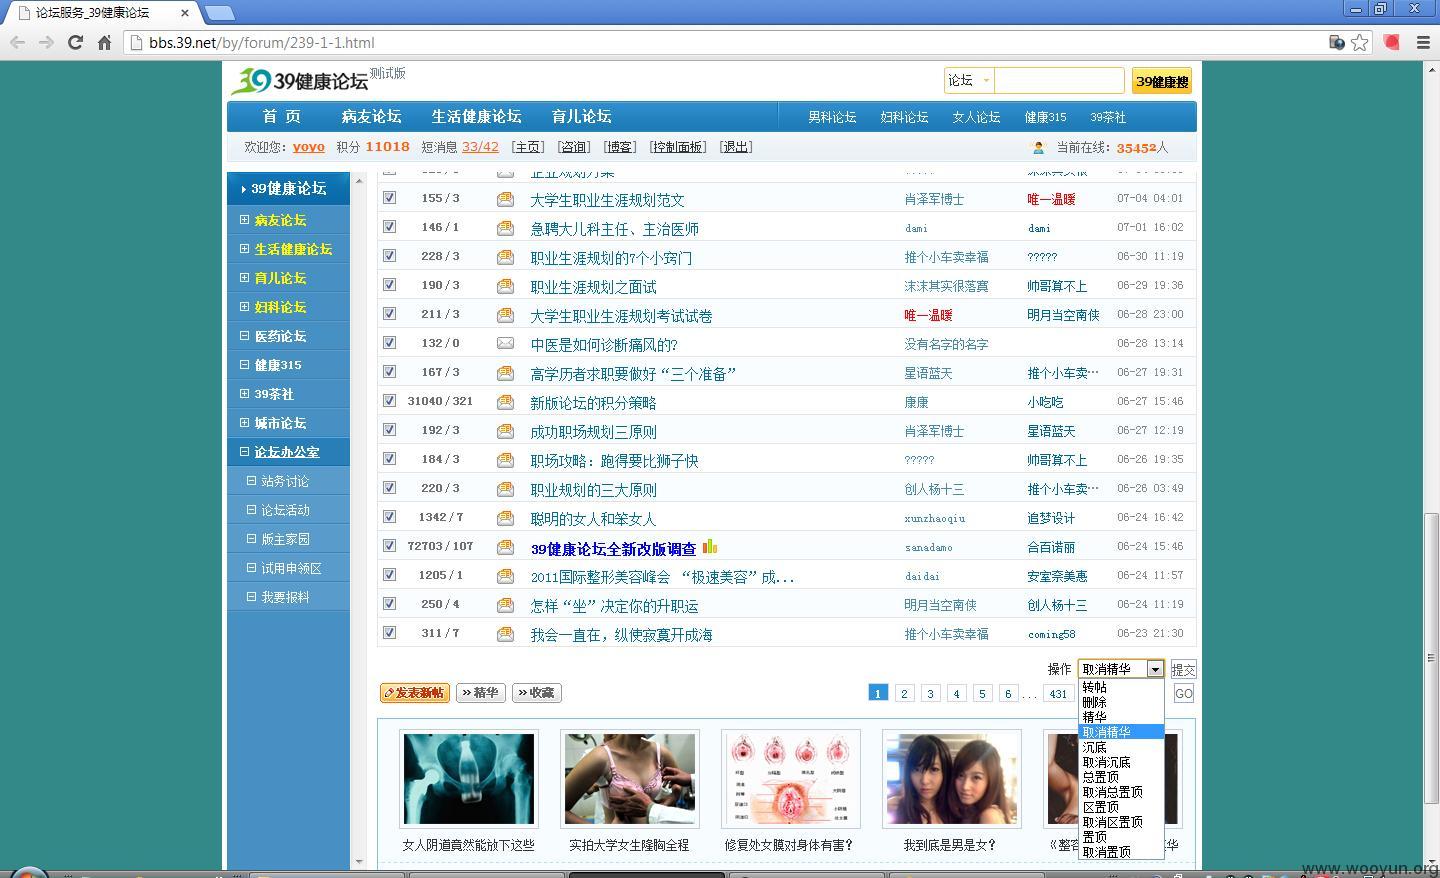 论坛服务_39健康论坛
bbs.39.net/by/forum/239-1-1.html
39健康论坛 测试版
论坛
39健康搜
首 页 病友论坛 生活健康论坛 育儿论坛 男科论坛 妇科论坛 女人论坛 健康315 39茶社
欢迎您: yoyo 积分 11018 短消息 33/42 [主页] [咨询] [博客] [控制面板] [退出] 当前在线: 35452人
39健康论坛
病友论坛
生活健康论坛
育儿论坛
妇科论坛
医药论坛
健康315
39茶社
城市论坛
论坛办公室
站务讨论
论坛活动
版主家园
试用申领区
我要报料
企业规划方案
155 / 3 大学生职业生涯规划范文 肖泽军博士 唯一温暖 07-04 04:01
146 / 1 急聘大儿科主任、主治医师 dami dami 07-01 16:02
228 / 3 职业生涯规划的7个小窍门 推个小车卖幸福 ????? 06-30 11:19
190 / 3 职业生涯规划之面试 沫沫其实很落寞 帅哥算不上 06-29 19:36
211 / 3 大学生职业生涯规划考试试卷 唯一温暖 明月当空南侠 06-28 23:00
132 / 0 中医是如何诊断痛风的? 没有名字的名字 06-28 13:14
167 / 3 高学历者求职要做好“三个准备” 星语蓝天 推个小车卖… 06-27 19:31
31040 / 321 新版论坛的积分策略 康康 小吃吃 06-27 15:46
192 / 3 成功职场规划三原则 肖泽军博士 星语蓝天 06-27 12:19
184 / 3 职场攻略：跑得要比狮子快 ????? 帅哥算不上 06-26 19:35
220 / 3 职业规划的三大原则 创人杨十三 推个小车卖… 06-26 03:49
1342 / 7 聪明的女人和笨女人 xunzhaoqiu 追梦设计 06-24 16:42
72703 / 107 39健康论坛全新改版调查 sanadamo 合百诺丽 06-24 15:46
1205 / 1 2011国际整形美容峰会 “极速美容”成... daidai 安室奈美惠 06-24 11:57
250 / 4 怎样“坐”决定你的升职运 明月当空南侠 创人杨十三 06-24 11:19
311 / 7 我会一直在，纵使寂寞开成海 推个小车卖幸福 coming58 06-23 21:30
操作 取消精华 提交
发表新帖 精华 收藏 1 2 3 4 5 6 ... 431 GO
转帖
删除
精华
取消精华
沉底
取消沉底
总置顶
取消总置顶
区置顶
取消区置顶
置顶
取消置顶
女人阴道竟然能放下这些 实拍大学女生隆胸全程 修复处女膜对身体有害? 我到底是男是女?
www.wooyun.org